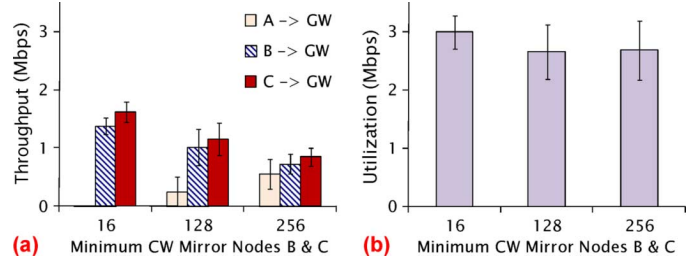 Throughput (Mbps)
3
2
1
0
A -> GW
B -> GW
C -> GW
16 128 256
Minimum CW Mirror Nodes B & C
(a)
Utilization (Mbps)
3
2
1
0
16 128 256
Minimum CW Mirror Nodes B & C
(b)